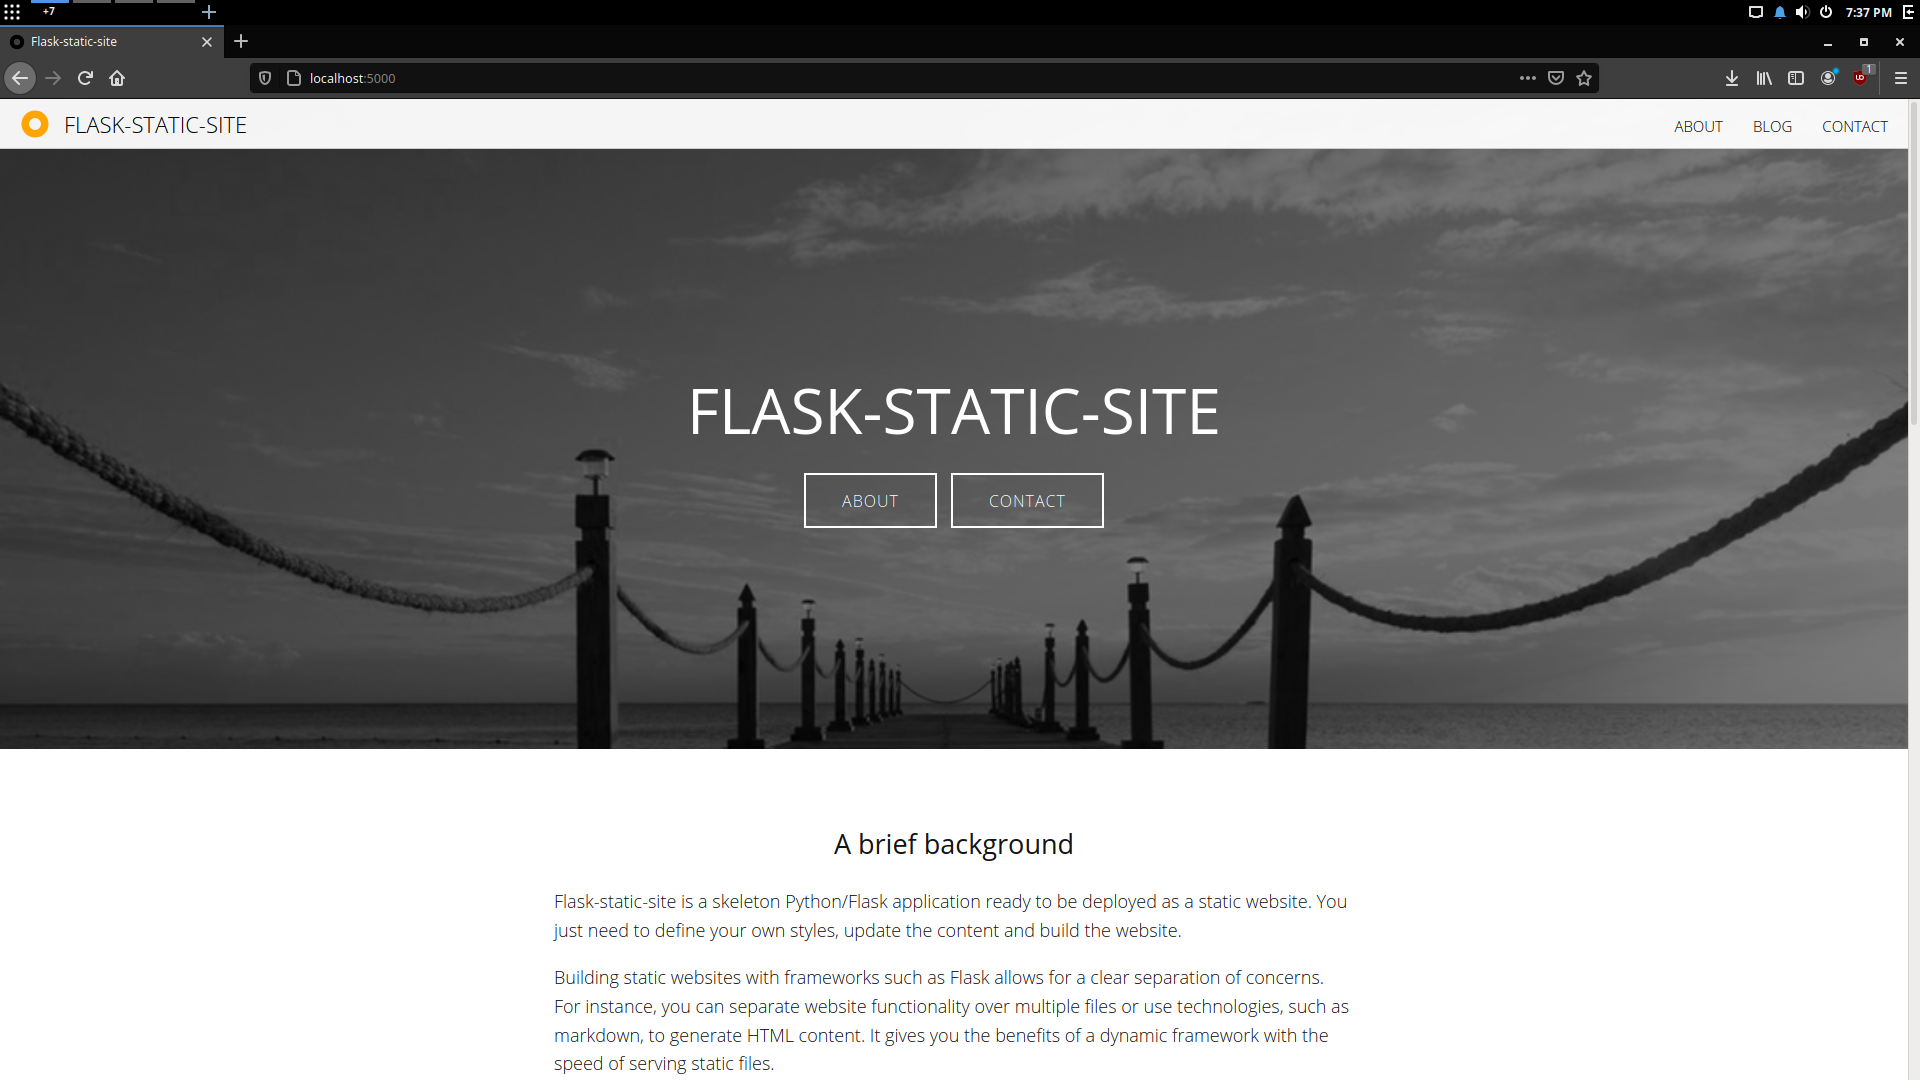 +7
7:37 PM
Flask-static-site
localhost:5000
1
FLASK-STATIC-SITE
ABOUT BLOG CONTACT
FLASK-STATIC-SITE
ABOUT CONTACT
A brief background
Flask-static-site is a skeleton Python/Flask application ready to be deployed as a static website. You
just need to define your own styles, update the content and build the website.
Building static websites with frameworks such as Flask allows for a clear separation of concerns.
For instance, you can separate website functionality over multiple files or use technologies, such as
markdown, to generate HTML content. It gives you the benefits of a dynamic framework with the
speed of serving static files.